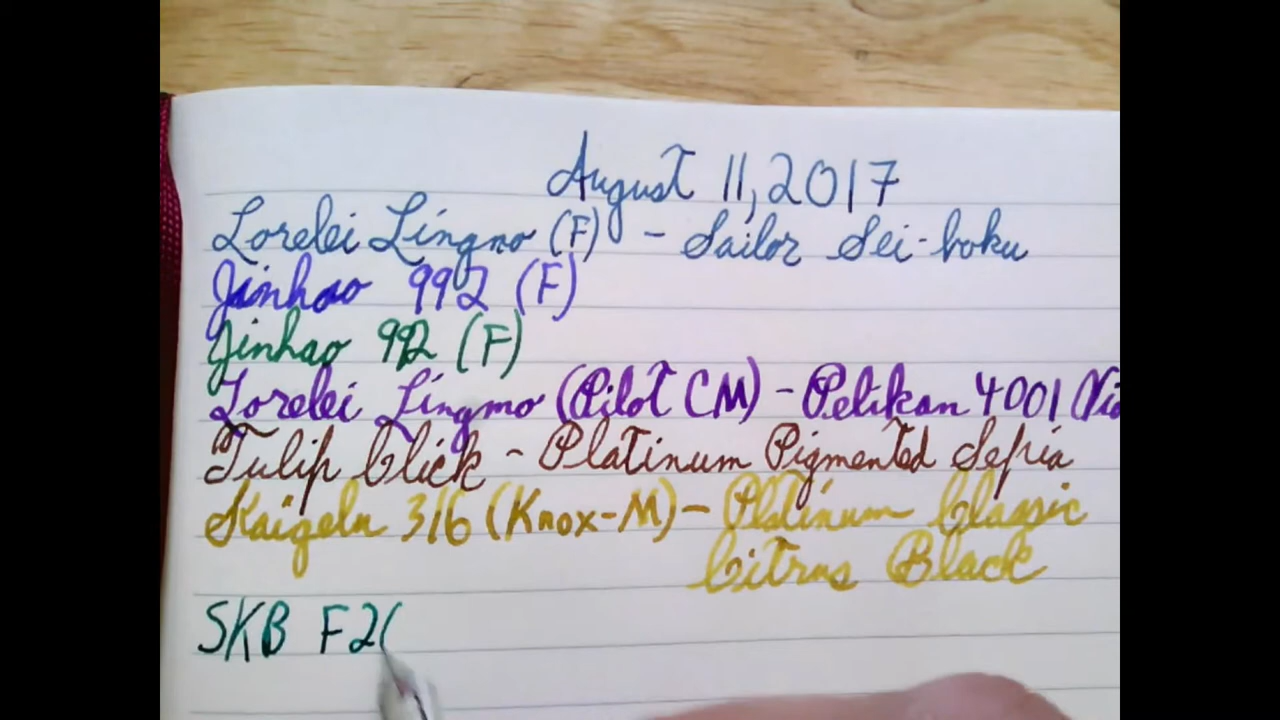 August 11, 2017
Lorelei Lingmo (F) - Sailor Sei-boku
Jinhao 992 (F)
Jinhao 992 (F)
Lorelei Lingmo (Pilot CM) - Pelikan 4001
Tulip Click - Platinum Pigmented Sepia
Kaigelu 316 (Knox-M) - Platinum Classic
Citrus Black
SKB F2